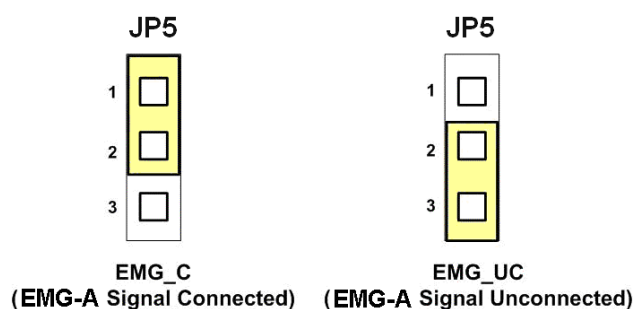 JP5 JP5
1 1
2 2
3 3
EMG_C EMG_UC
(EMG-A Signal Connected) (EMG-A Signal Unconnected)